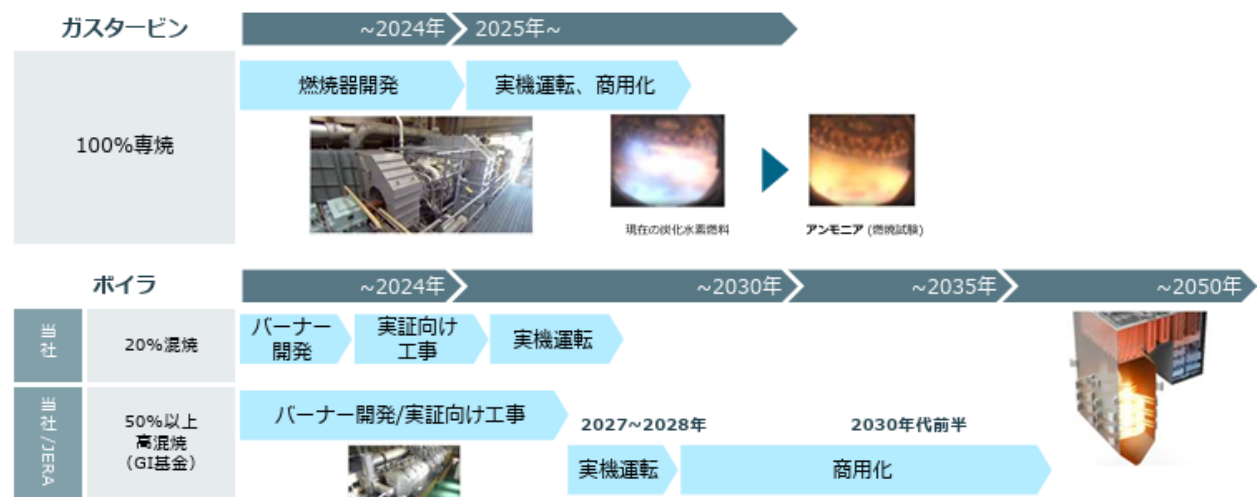 ガスタービン
~2024年
2025年~
100%専焼
燃焼器開発
実機運転、商用化
現在の炭化水素燃料
アンモニア (燃焼試験)
ボイラ
~2024年
~2030年
~2035年
~2050年
当社
20%混焼
バーナー
開発
実証向け
工事
実機運転
当社/JERA
50%以上
高混焼
(GI基金)
バーナー開発/実証向け工事
2027~2028年
2030年代前半
実機運転
商用化